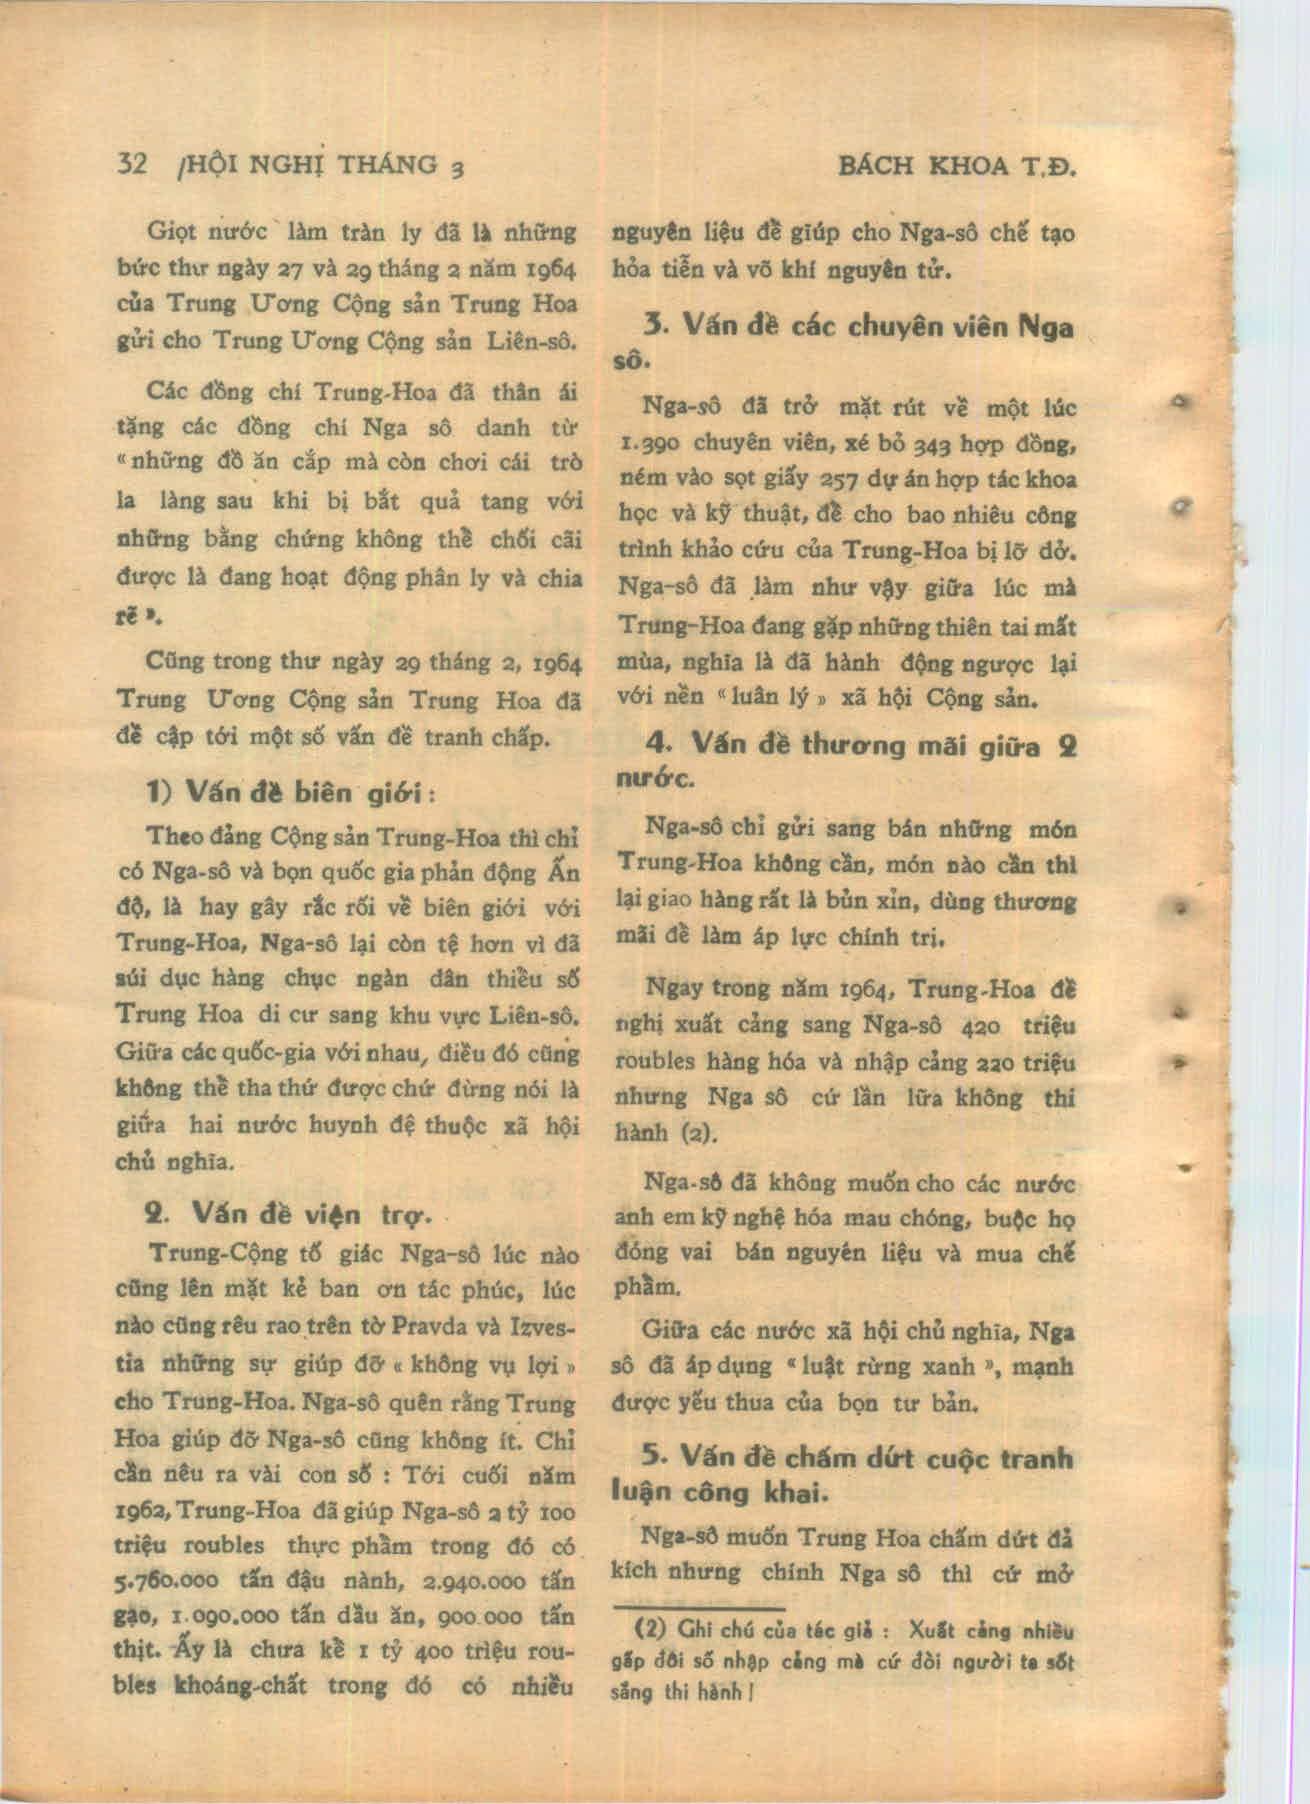 32 /HỘI NGHỊ THÁNG 3
BÁCH KHOA T.Đ.
Giọt nước làm tràn ly đã là những
bức thư ngày 27 và 29 tháng 2 năm 1964
của Trung Ương Cộng sản Trung Hoa
gửi cho Trung Ương Cộng sản Liên-sô.
Các đồng chí Trung-Hoa đã thân ái
tặng các đồng chí Nga sô danh từ
« những đồ ăn cắp mà còn chơi cái trò
la làng sau khi bị bắt quả tang với
những bằng chứng không thể chối cãi
được là đang hoạt động phân ly và chia
rẽ ».
Cũng trong thư ngày 29 tháng 2, 1964
Trung Ương Cộng sản Trung Hoa đã
đề cập tới một số vấn đề tranh chấp.
1) Vấn đề biên giới :
Theo đảng Cộng sản Trung-Hoa thì chỉ
có Nga-sô và bọn quốc gia phản động Ấn
độ, là hay gây rắc rối về biên giới với
Trung-Hoa, Nga-sô lại còn tệ hơn vì đã
súi dục hàng chục ngàn dân thiểu số
Trung Hoa di cư sang khu vực Liên-sô.
Giữa các quốc-gia với nhau, điều đó cũng
không thể tha thứ được chứ đừng nói là
giữa hai nước huynh đệ thuộc xã hội
chủ nghĩa.
2. Vấn đề viện trợ.
Trung-Cộng tố giác Nga-sô lúc nào
cũng lên mặt kẻ ban ơn tác phúc, lúc
nào cũng rêu rao trên tờ Pravda và Izves-
tia những sự giúp đỡ « không vụ lợi »
cho Trung-Hoa. Nga-sô quên rằng Trung
Hoa giúp đỡ Nga-sô cũng không ít. Chỉ
cần nêu ra vài con số : Tới cuối năm
1962, Trung-Hoa đã giúp Nga-sô 2 tỷ 100
triệu roubles thực phẩm trong đó có
5.760.000 tấn đậu nành, 2.940.000 tấn
gạo, 1.090.000 tấn dầu ăn, 900.000 tấn
thịt. Ấy là chưa kể 1 tỷ 400 triệu rou-
bles khoáng-chất trong đó có nhiều
nguyên liệu để giúp cho Nga-sô chế tạo
hỏa tiễn và võ khí nguyên tử.
3. Vấn đề các chuyên viên Nga
sô.
Nga-sô đã trở mặt rút về một lúc
1.390 chuyên viên, xé bỏ 343 hợp đồng,
ném vào sọt giấy 257 dự án hợp tác khoa
học và kỹ thuật, để cho bao nhiêu công
trình khảo cứu của Trung-Hoa bị lỡ dở.
Nga-sô đã làm như vậy giữa lúc mà
Trung-Hoa đang gặp những thiên tai mất
mùa, nghĩa là đã hành động ngược lại
với nền « luân lý » xã hội Cộng sản.
4. Vấn đề thương mãi giữa 2
nước.
Nga-sô chỉ gửi sang bán những món
Trung-Hoa không cần, món nào cần thì
lại giao hàng rất là bủn xỉn, dùng thương
mãi để làm áp lực chính trị.
Ngay trong năm 1964, Trung-Hoa đề
nghị xuất cảng sang Nga-sô 420 triệu
roubles hàng hóa và nhập cảng 220 triệu
nhưng Nga sô cứ lần lữa không thi
hành (2).
Nga-sô đã không muốn cho các nước
anh em kỹ nghệ hóa mau chóng, buộc họ
đóng vai bán nguyên liệu và mua chế
phẩm.
Giữa các nước xã hội chủ nghĩa, Nga
sô đã áp dụng « luật rừng xanh », mạnh
được yếu thua của bọn tư bản.
5. Vấn đề chấm dứt cuộc tranh
luận công khai.
Nga-sô muốn Trung Hoa chấm dứt đả
kích nhưng chính Nga sô thì cứ mở
(2) Ghi chú của tác giả : Xuất cảng nhiều
gấp đôi số nhập cảng mà cứ đòi người ta sốt
sắng thi hành !